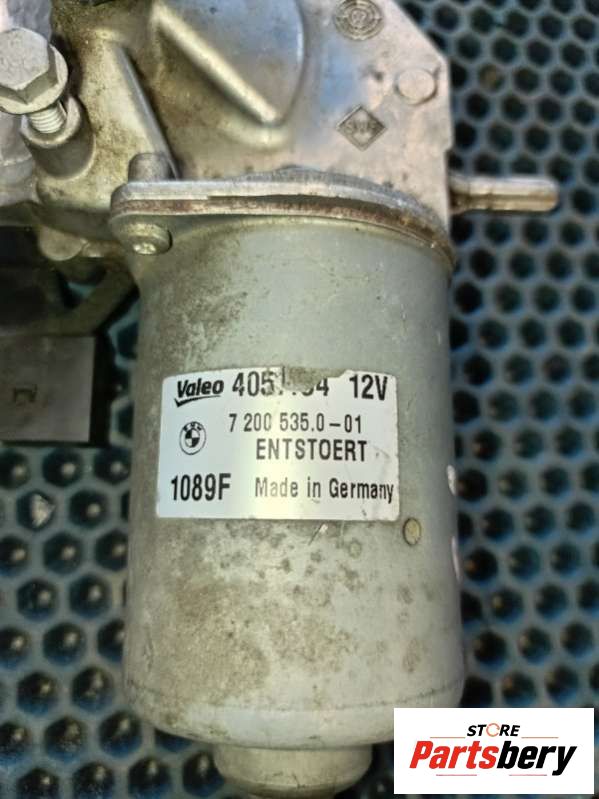 Valeo 12V
7 200 535.0-01
ENTSTOERT
1089F Made in Germany
STORE
Partsbery